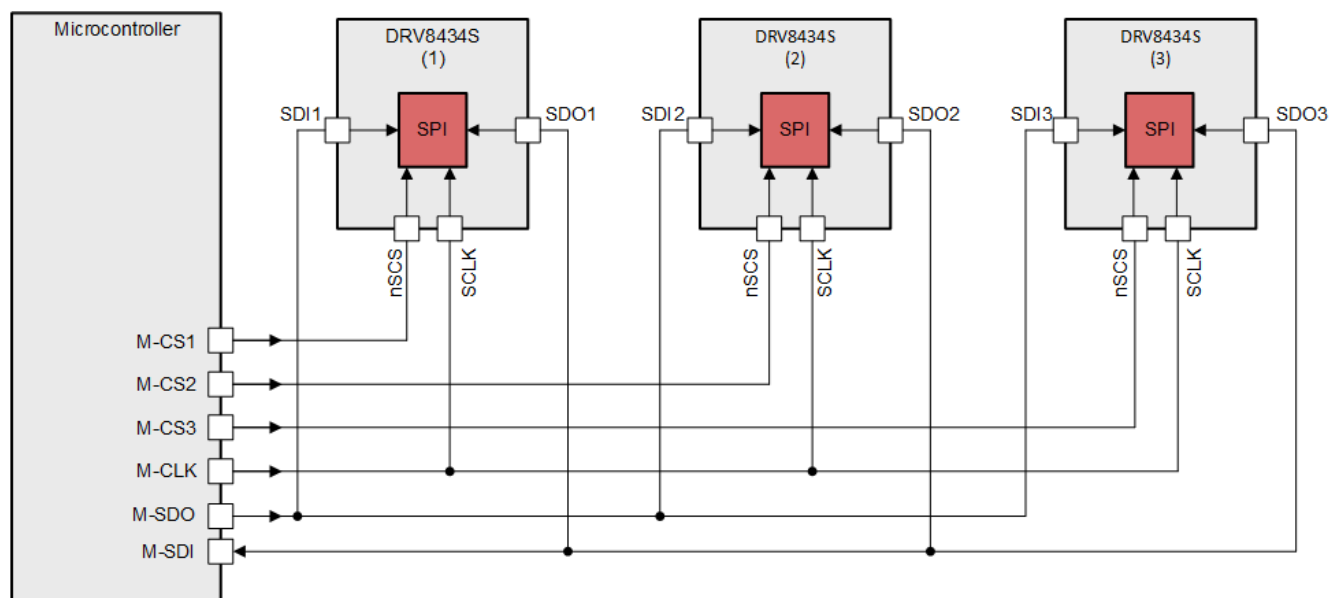 Microcontroller
DRV8434S
(1)
DRV8434S
(2)
DRV8434S
(3)
SDI1
SPI
SDO1
SDI2
SPI
SDO2
SDI3
SPI
SDO3
nSCS
SCLK
nSCS
SCLK
nSCS
SCLK
M-CS1
M-CS2
M-CS3
M-CLK
M-SDO
M-SDI